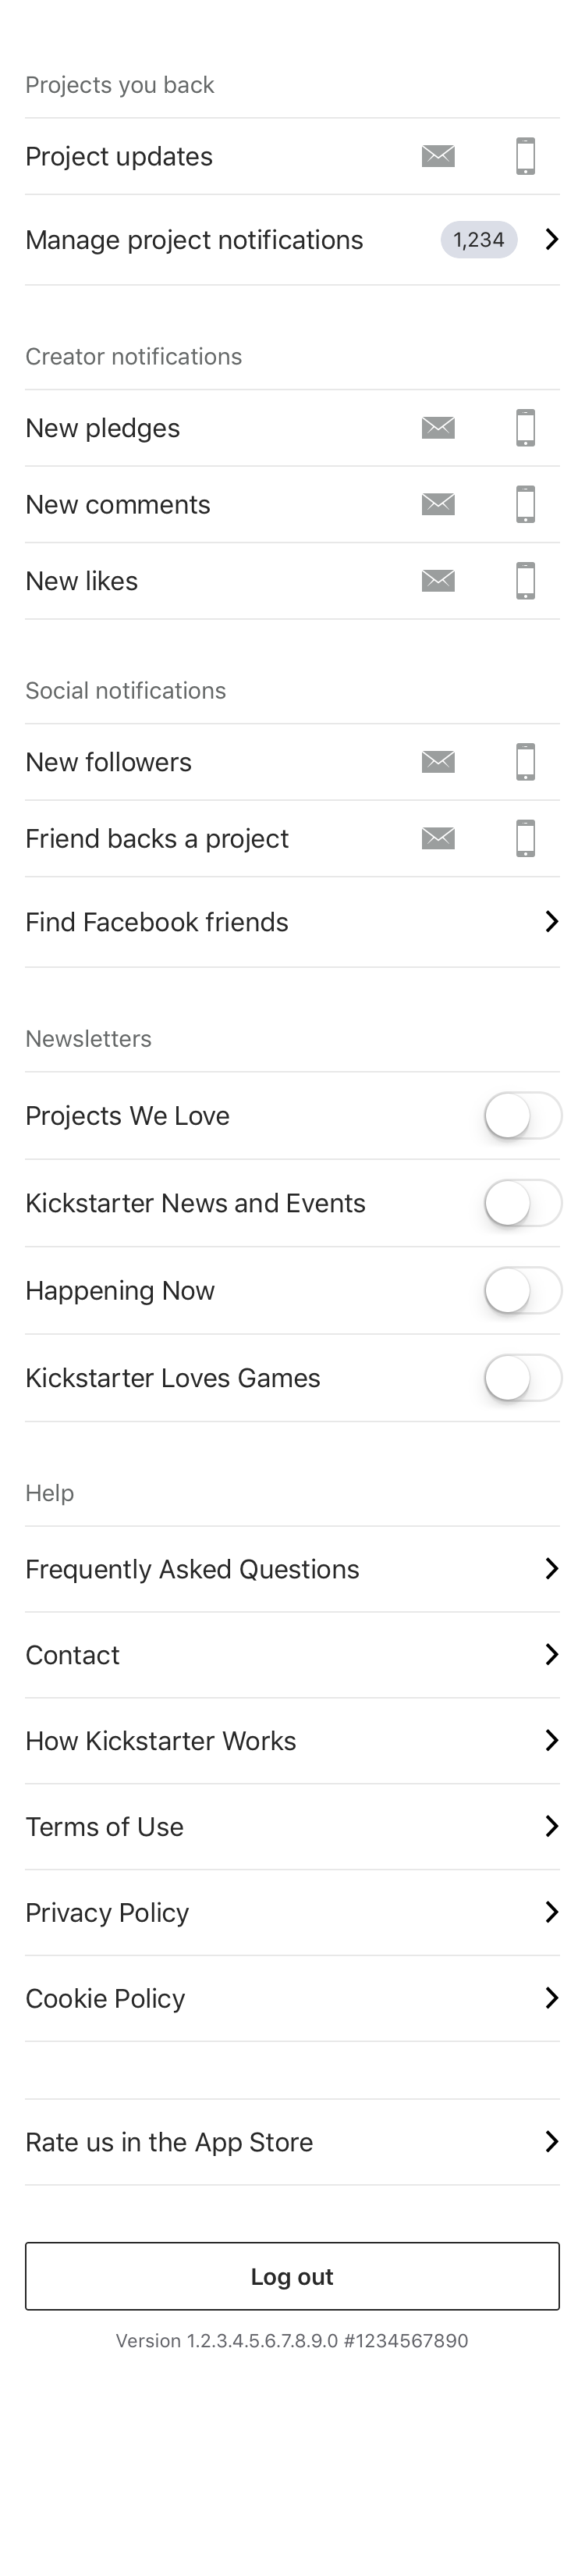 Projects you back
Project updates
Manage project notifications 1,234
Creator notifications
New pledges
New comments
New likes
Social notifications
New followers
Friend backs a project
Find Facebook friends
Newsletters
Projects We Love
Kickstarter News and Events
Happening Now
Kickstarter Loves Games
Help
Frequently Asked Questions
Contact
How Kickstarter Works
Terms of Use
Privacy Policy
Cookie Policy
Rate us in the App Store
Log out
Version 1.2.3.4.5.6.7.8.9.0 #1234567890